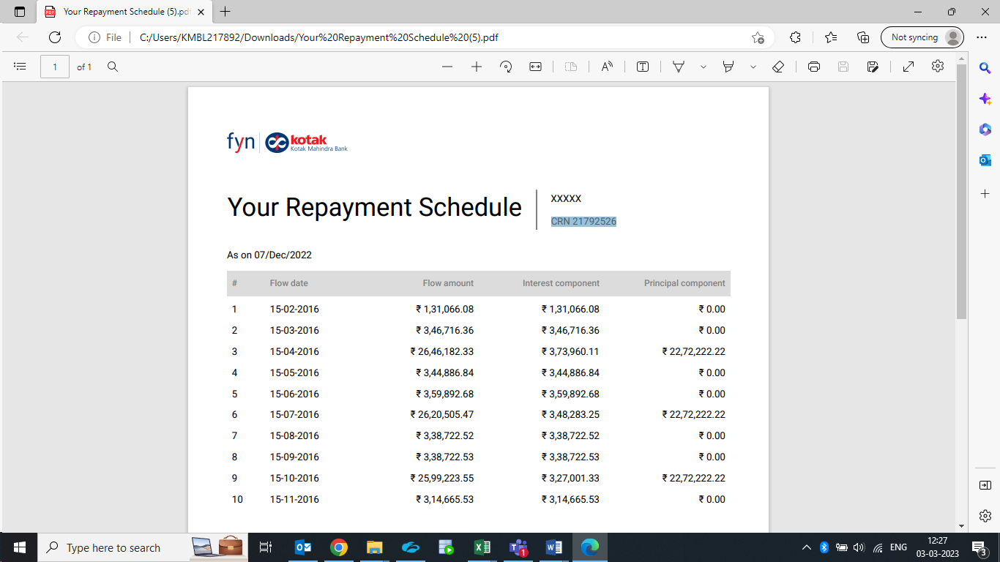 Your Repayment Schedule (5).pd
File C:/Users/KMBL217892/Downloads/Your%20Repayment%20Schedule%20(5).pdf Not syncing
1 of 1
fyn kotak
Kotak Mahindra Bank
Your Repayment Schedule
XXXXX
CRN 21792526
As on 07/Dec/2022
# Flow date Flow amount Interest component Principal component
1 15-02-2016 ₹ 1,31,066.08 ₹ 1,31,066.08 ₹ 0.00
2 15-03-2016 ₹ 3,46,716.36 ₹ 3,46,716.36 ₹ 0.00
3 15-04-2016 ₹ 26,46,182.33 ₹ 3,73,960.11 ₹ 22,72,222.22
4 15-05-2016 ₹ 3,44,886.84 ₹ 3,44,886.84 ₹ 0.00
5 15-06-2016 ₹ 3,59,892.68 ₹ 3,59,892.68 ₹ 0.00
6 15-07-2016 ₹ 26,20,505.47 ₹ 3,48,283.25 ₹ 22,72,222.22
7 15-08-2016 ₹ 3,38,722.52 ₹ 3,38,722.52 ₹ 0.00
8 15-09-2016 ₹ 3,38,722.53 ₹ 3,38,722.53 ₹ 0.00
9 15-10-2016 ₹ 25,99,223.55 ₹ 3,27,001.33 ₹ 22,72,222.22
10 15-11-2016 ₹ 3,14,665.53 ₹ 3,14,665.53 ₹ 0.00
Type here to search
ENG
12:27
03-03-2023
1
3